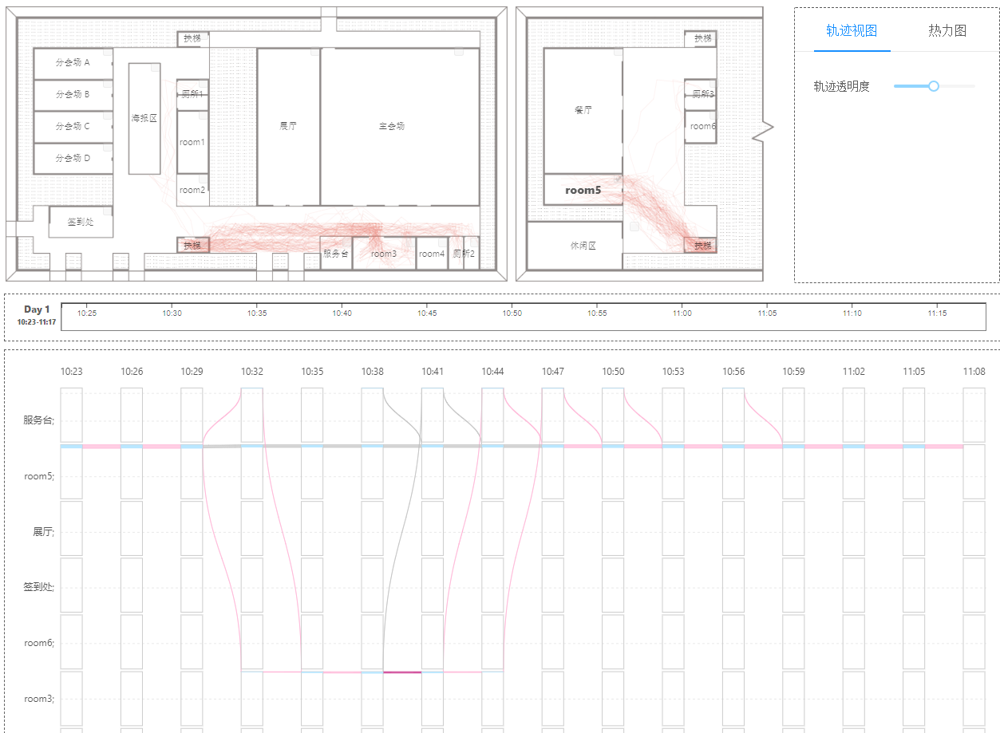 扶梯
扶梯
轨迹视图
热力图
分会场 A
分会场 B
分会场 C
分会场 D
海报区
厕所1
room1
room2
展厅
主会场
餐厅
厕所3
room6
轨迹透明度
room5
签到处
扶梯
服务台
room3
room4
厕所2
休闲区
扶梯
Day 1
10:23-11:17
10:25 10:30 10:35 10:40 10:45 10:50 10:55 11:00 11:05 11:10 11:15
10:23 10:26 10:29 10:32 10:35 10:38 10:41 10:44 10:47 10:50 10:53 10:56 10:59 11:02 11:05 11:08
服务台;
room5;
展厅;
签到处;
room6;
room3;